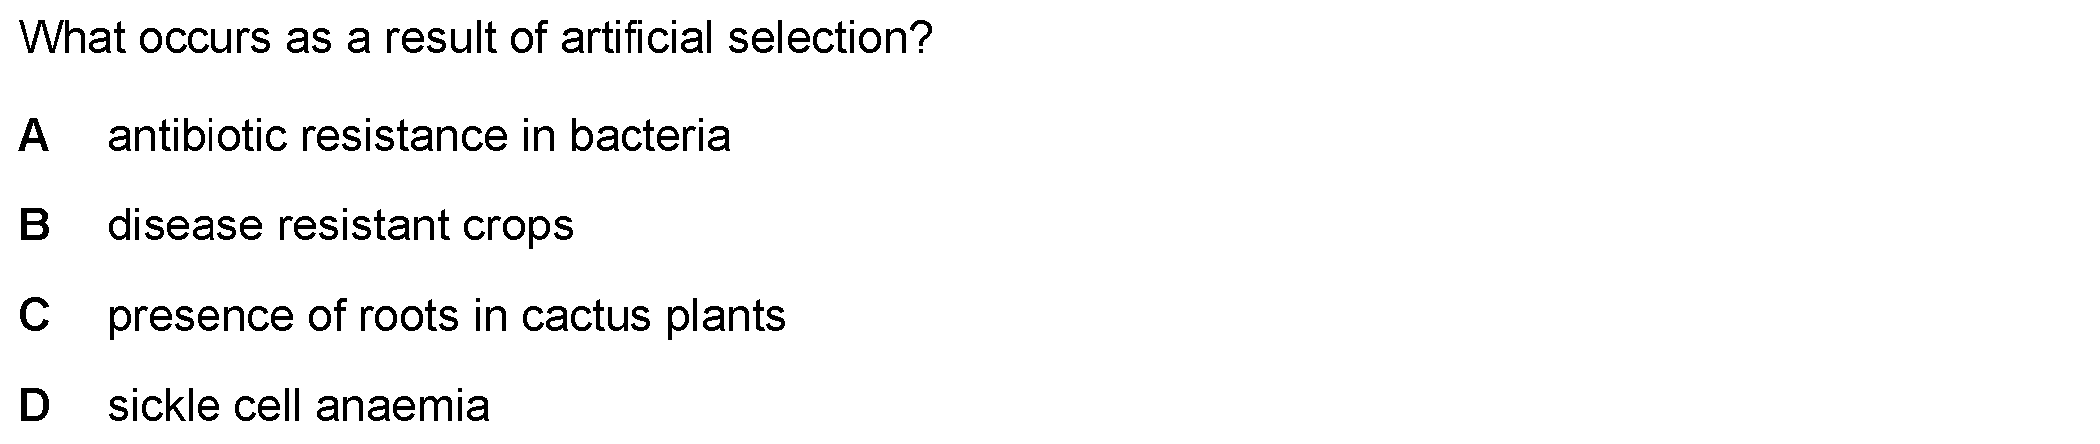 What occurs as a result of artificial selection?
A antibiotic resistance in bacteria
B disease resistant crops
C presence of roots in cactus plants
D sickle cell anaemia